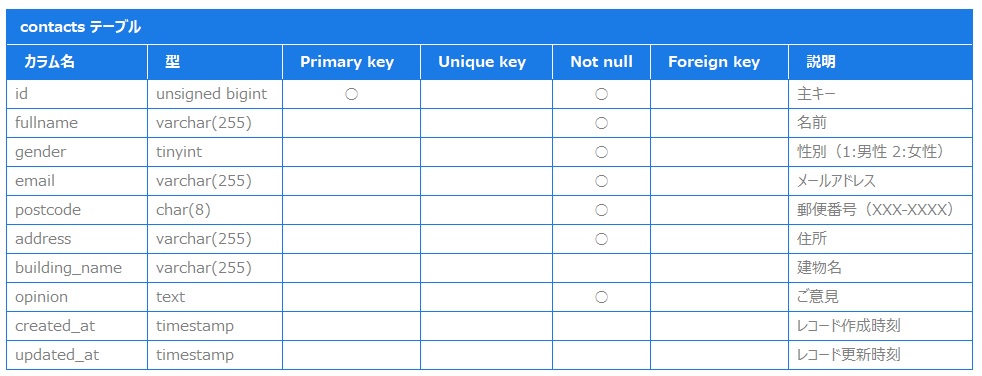 contacts テーブル
カラム名 型 Primary key Unique key Not null Foreign key 説明
id unsigned bigint ○ ○ 主キー
fullname varchar(255) ○ 名前
gender tinyint ○ 性別（1:男性 2:女性）
email varchar(255) ○ メールアドレス
postcode char(8) ○ 郵便番号（XXX-XXXX）
address varchar(255) ○ 住所
building_name varchar(255) 建物名
opinion text ○ ご意見
created_at timestamp レコード作成時刻
updated_at timestamp レコード更新時刻